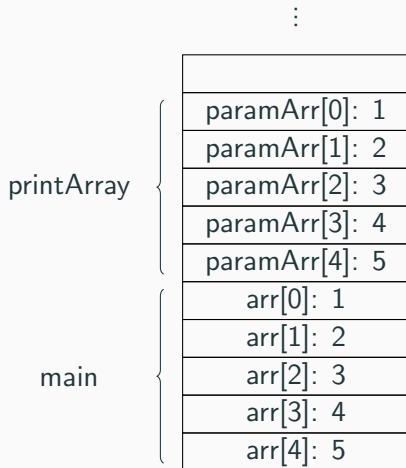 ⋮
paramArr[0]: 1
paramArr[1]: 2
printArray
paramArr[2]: 3
paramArr[3]: 4
paramArr[4]: 5
arr[0]: 1
arr[1]: 2
main
arr[2]: 3
arr[3]: 4
arr[4]: 5